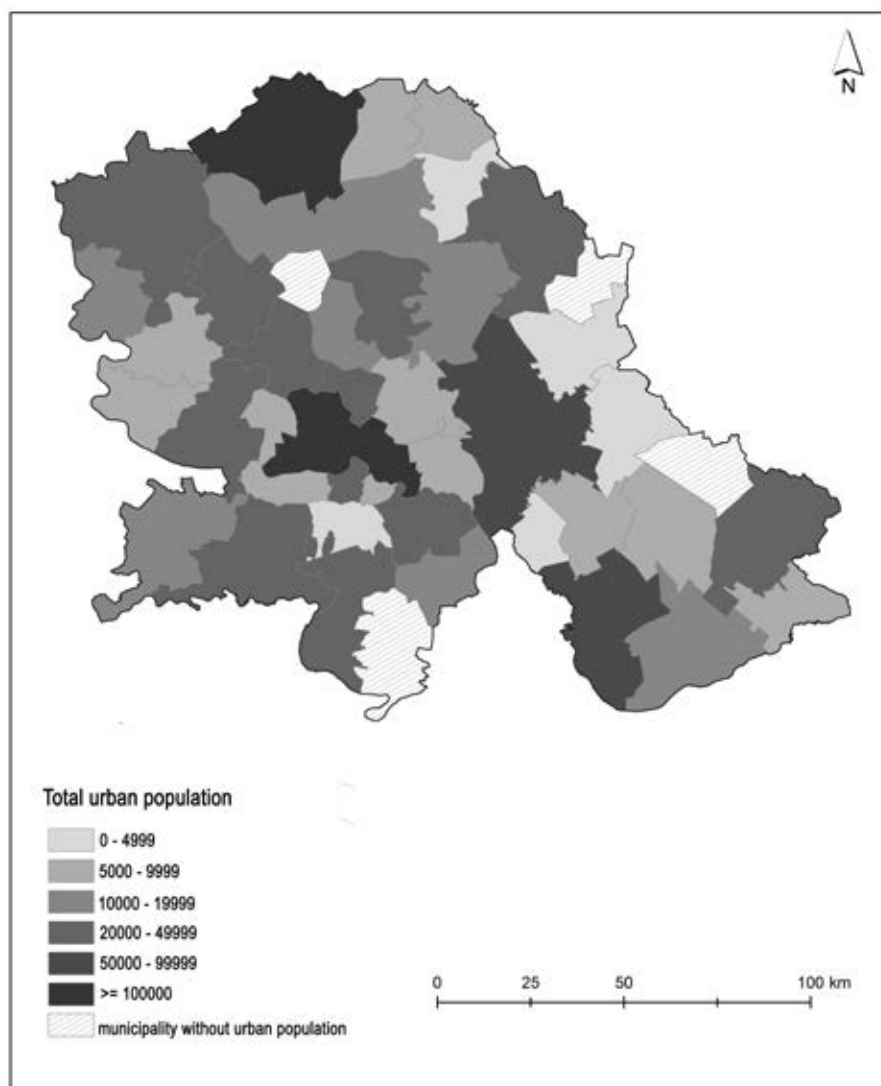 N
Total urban population
0 - 4999
5000 - 9999
10000 - 19999
20000 - 49999
50000 - 99999
>= 100000
municipality without urban population
0 25 50 100 km